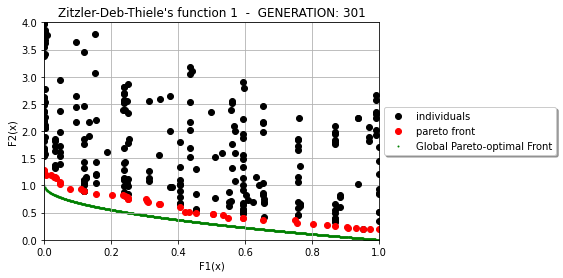 Zitzler-Deb-Thiele's function 1 - GENERATION: 301
4.0
3.5
3.0
2.5
2.0
1.5
1.0
0.5
0.0
F2(x)
0.0 0.2 0.4 0.6 0.8 1.0
F1(x)
individuals
pareto front
Global Pareto-optimal Front